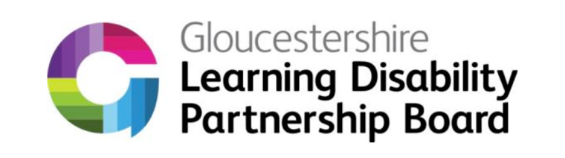 Gloucestershire
Learning Disability
Partnership Board